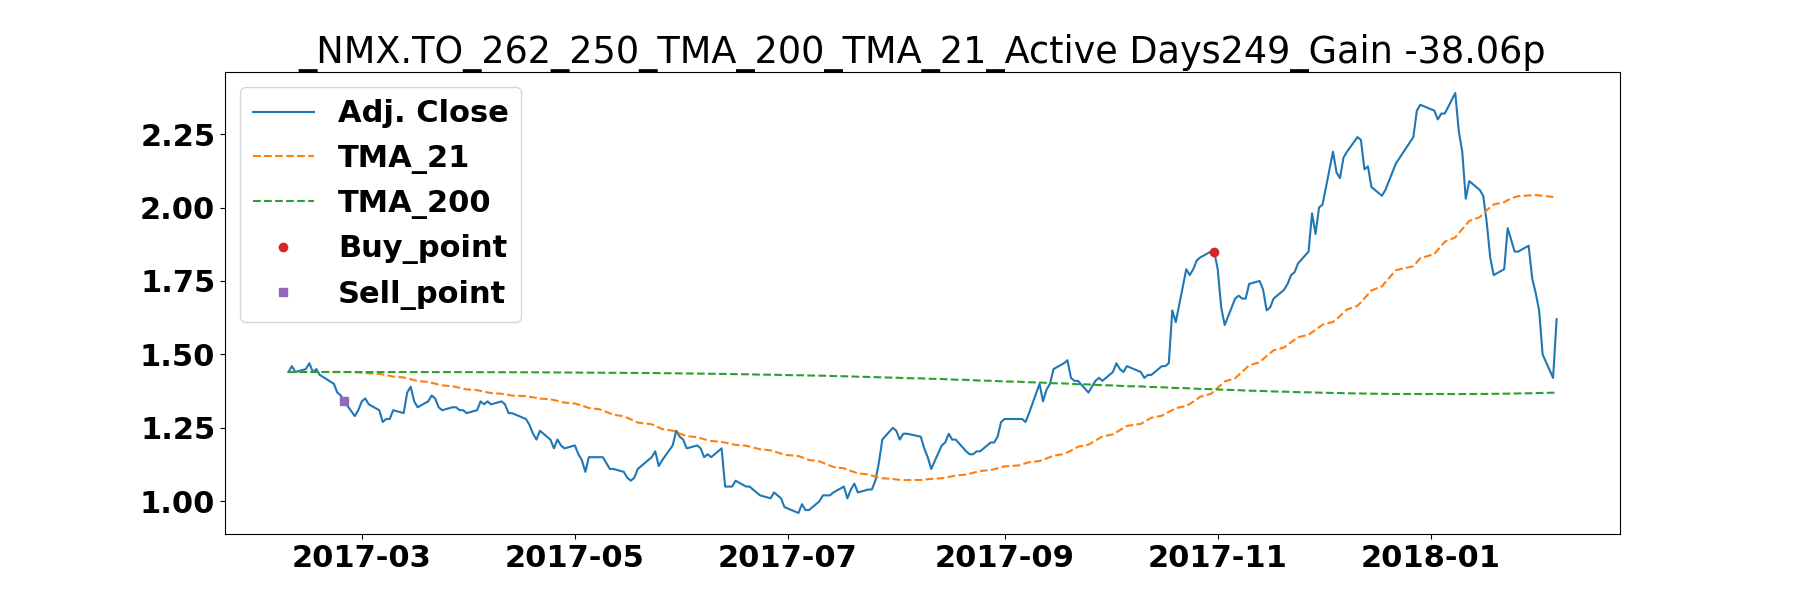 _NMX.TO_262_250_TMA_200_TMA_21_Active Days249_Gain -38.06p
Adj. Close
TMA_21
TMA_200
Buy_point
Sell_point
2.25
2.00
1.75
1.50
1.25
1.00
2017-03 2017-05 2017-07 2017-09 2017-11 2018-01